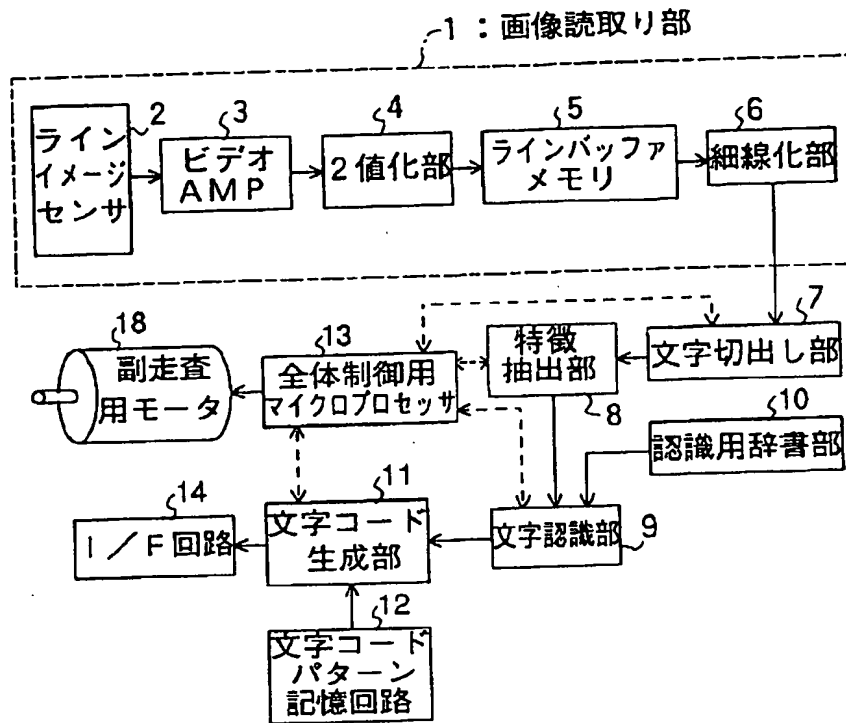 1：画像読取り部
2
ライン
イメージ
センサ
3
ビデオ
AMP
4
2値化部
5
ラインバッファ
メモリ
6
細線化部
7
文字切出し部
特徴
抽出部
8
13
全体制御用
マイクロプロセッサ
18
副走査
用モータ
10
認識用辞書部
文字認識部
9
11
文字コード
生成部
14
I／F回路
12
文字コード
パターン
記憶回路